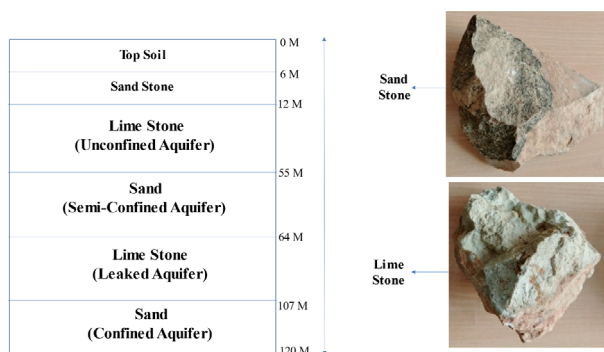 0 M
Top Soil
6 M
Sand Stone
12 M
Lime Stone
(Unconfined Aquifer)
55 M
Sand
(Semi-Confined Aquifer)
64 M
Lime Stone
(Leaked Aquifer)
107 M
Sand
(Confined Aquifer)
120 M
Sand
Stone
Lime
Stone